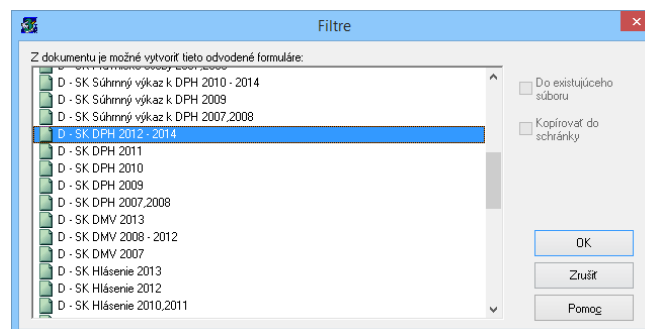 Filtre
Z dokumentu je možné vytvoriť tieto odvodené formuláre:
D - SK Súhrnný výkaz k DPH 2010 - 2014
D - SK Súhrnný výkaz k DPH 2009
D - SK Súhrnný výkaz k DPH 2007,2008
D - SK DPH 2012 - 2014
D - SK DPH 2011
D - SK DPH 2010
D - SK DPH 2009
D - SK DPH 2007,2008
D - SK DMV 2013
D - SK DMV 2008 - 2012
D - SK DMV 2007
D - SK Hlásenie 2013
D - SK Hlásenie 2012
D - SK Hlásenie 2010,2011
Do existujúceho
súboru
Kopírovať do
schránky
OK
Zrušiť
Pomoc